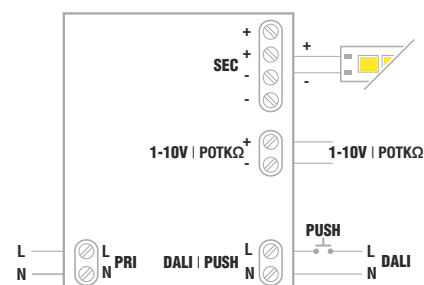 +
+ +
SEC
- -
-
1-10V | POTKΩ + 1-10V | POTKΩ
-
PUSH
L L PRI DALI | PUSH L L DALI
N N N N